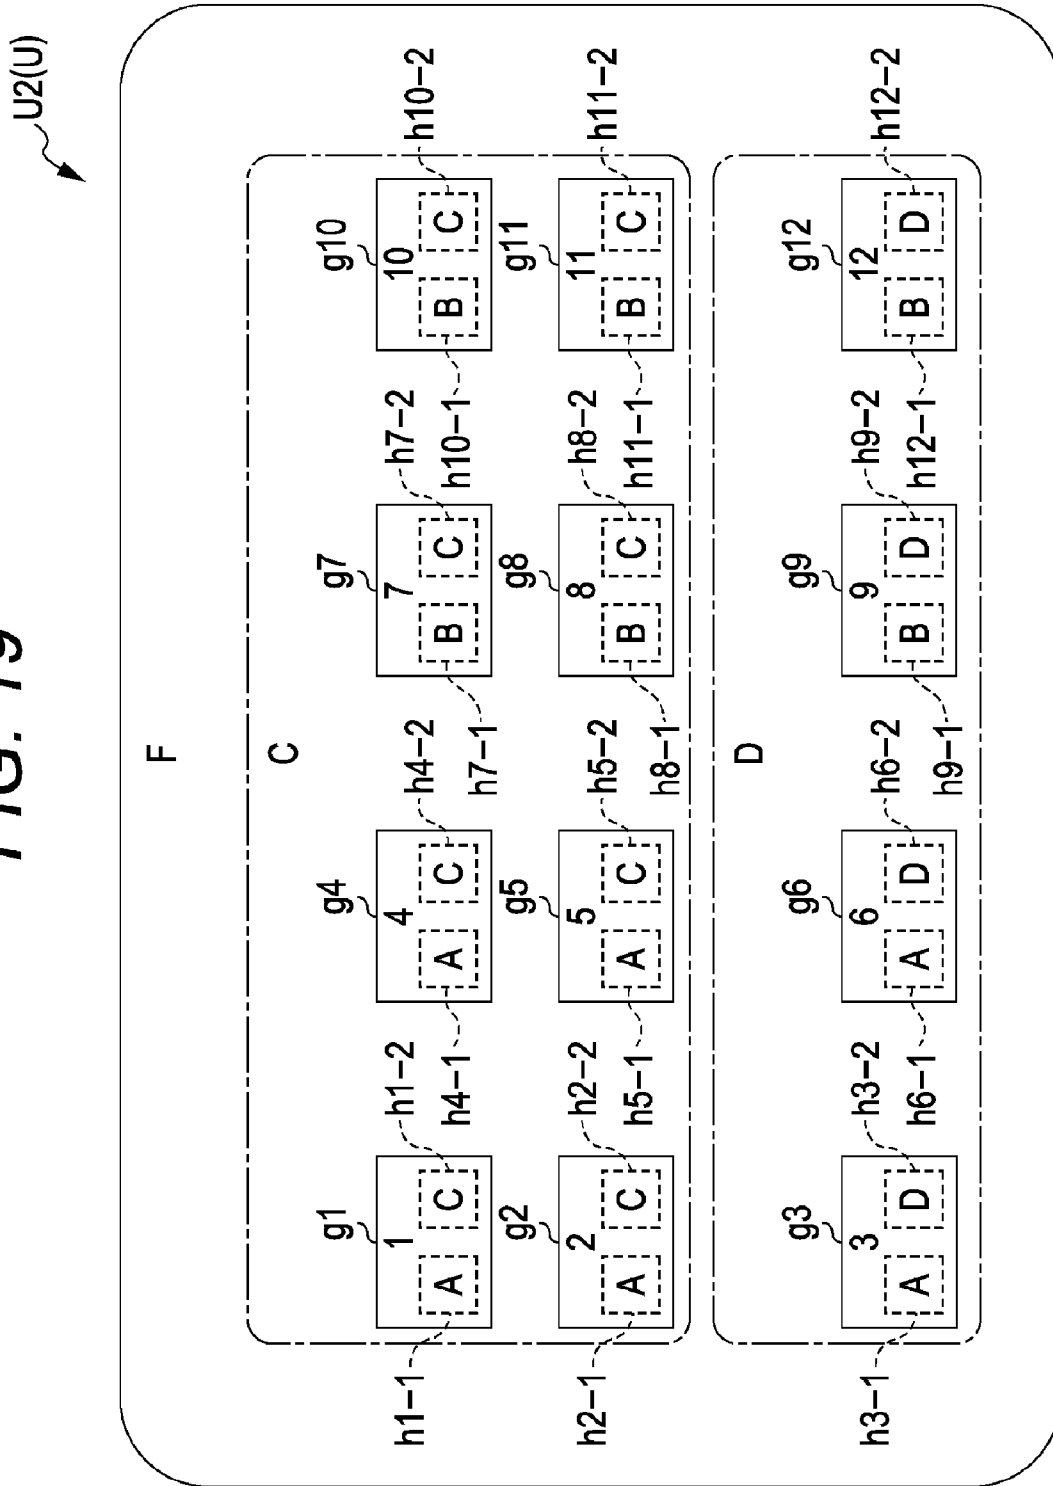 FIG. 19
U2(U)
F
C
g1 g4 g7 g10
1 4 7 10
A C A C B C B C
h1-1 h1-2 h4-2 h7-2 h10-2
h4-1 h7-1 h10-1
g2 g5 g8 g11
2 5 8 11
A C A C B C B C
h2-1 h2-2 h5-2 h8-2 h11-2
h5-1 h8-1 h11-1
D
g3 g6 g9 g12
3 6 9 12
A D A D B D B D
h3-1 h3-2 h6-2 h9-2 h12-2
h6-1 h9-1 h12-1